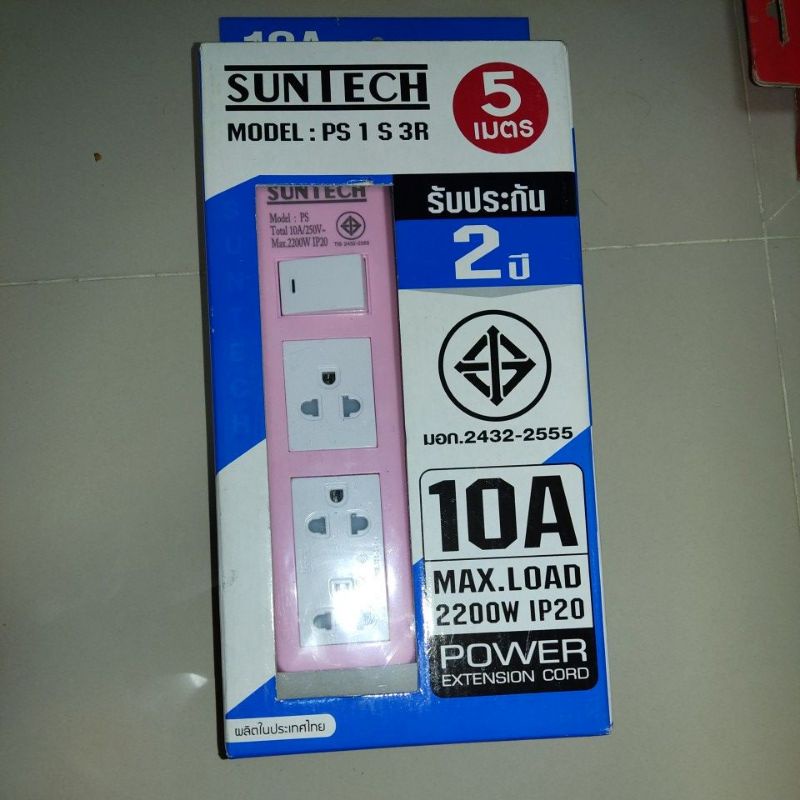 10A
SUNTECH
MODEL : PS 1 S 3R
5
เมตร
รับประกัน
2 ปี
SUNTECH
Model : PS
Total 10A/250V~
Max.2200W IP20
มอก.2432-2555
10A
MAX.LOAD
2200W IP20
POWER
EXTENSION CORD
SUNTECH
ผลิตในประเทศไทย